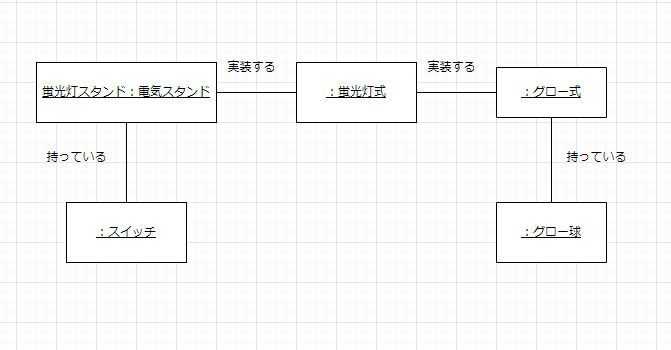 実装する
実装する
蛍光灯スタンド：電気スタンド
：蛍光灯式
：グロー式
持っている
持っている
：スイッチ
：グロー球